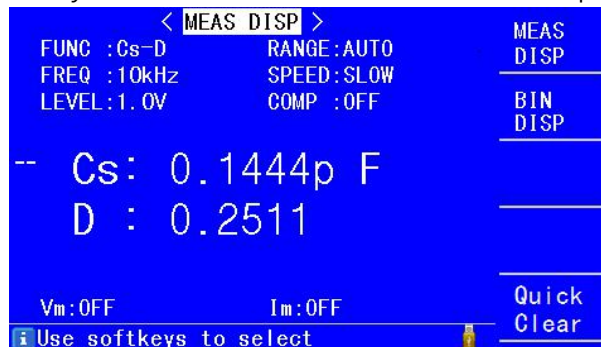 < MEAS DISP >
FUNC :Cs-D RANGE:AUTO
FREQ :10kHz SPEED:SLOW
LEVEL:1.0V COMP :OFF
-- Cs: 0.1444p F
D : 0.2511
Vm:OFF Im:OFF
Use softkeys to select
MEAS
DISP
BIN
DISP
Quick
Clear